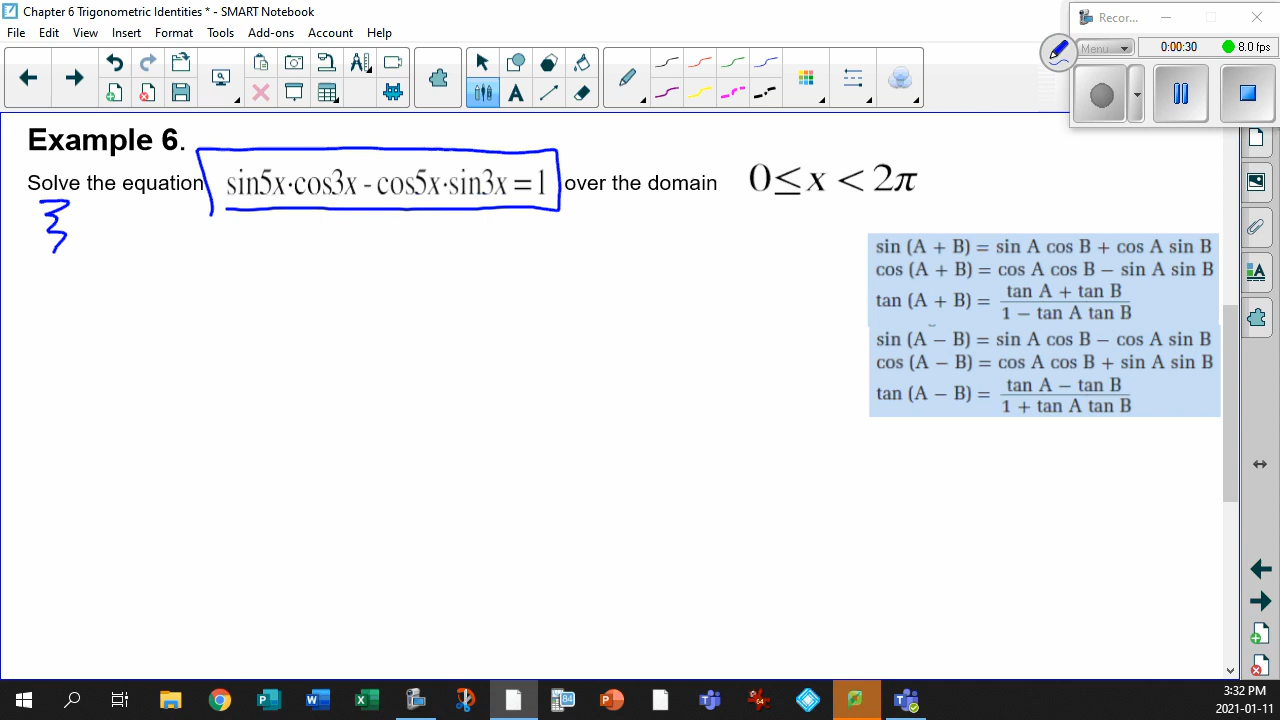 Chapter 6 Trigonometric Identities * - SMART Notebook
File Edit View Insert Format Tools Add-ons Account Help
Recor...
Menu
0:00:30
8.0 fps
Example 6.
Solve the equation sin5x·cos3x - cos5x·sin3x = 1 over the domain 0≤x<2π
sin (A + B) = sin A cos B + cos A sin B
cos (A + B) = cos A cos B − sin A sin B
tan (A + B) = tan A + tan B / 1 − tan A tan B
sin (A − B) = sin A cos B − cos A sin B
cos (A − B) = cos A cos B + sin A sin B
tan (A − B) = tan A − tan B / 1 + tan A tan B
3:32 PM
2021-01-11